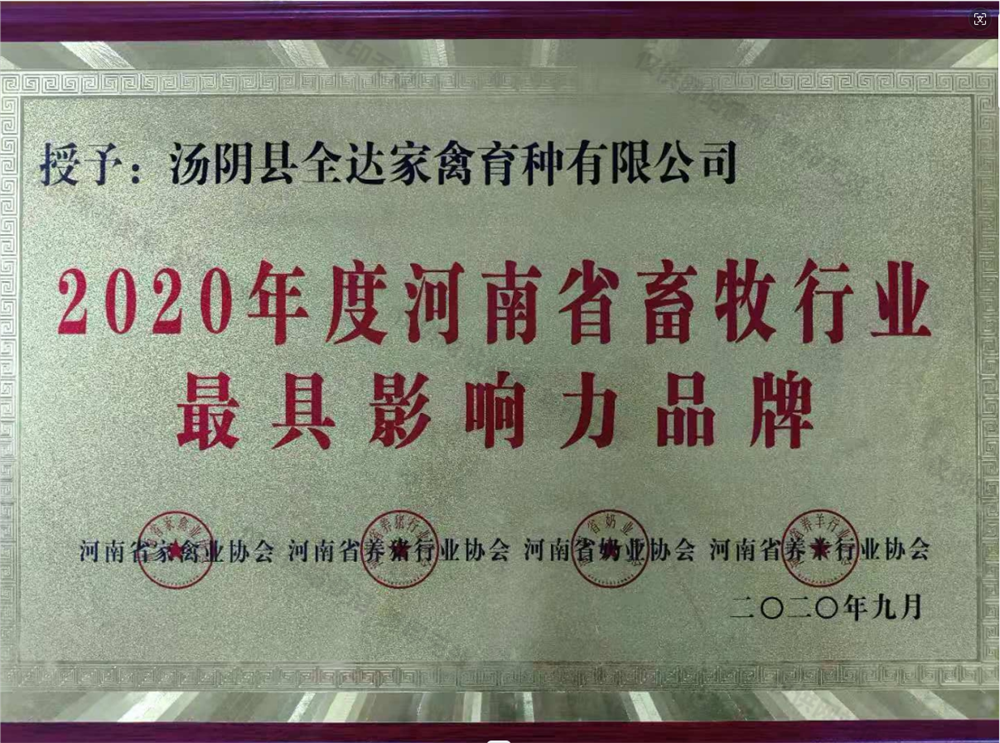 授予：汤阴县全达家禽育种有限公司
2020年度河南省畜牧行业
最具影响力品牌
河南省家禽业协会 河南省养猪行业协会 河南省奶业协会 河南省养羊行业协会
二〇二〇年九月